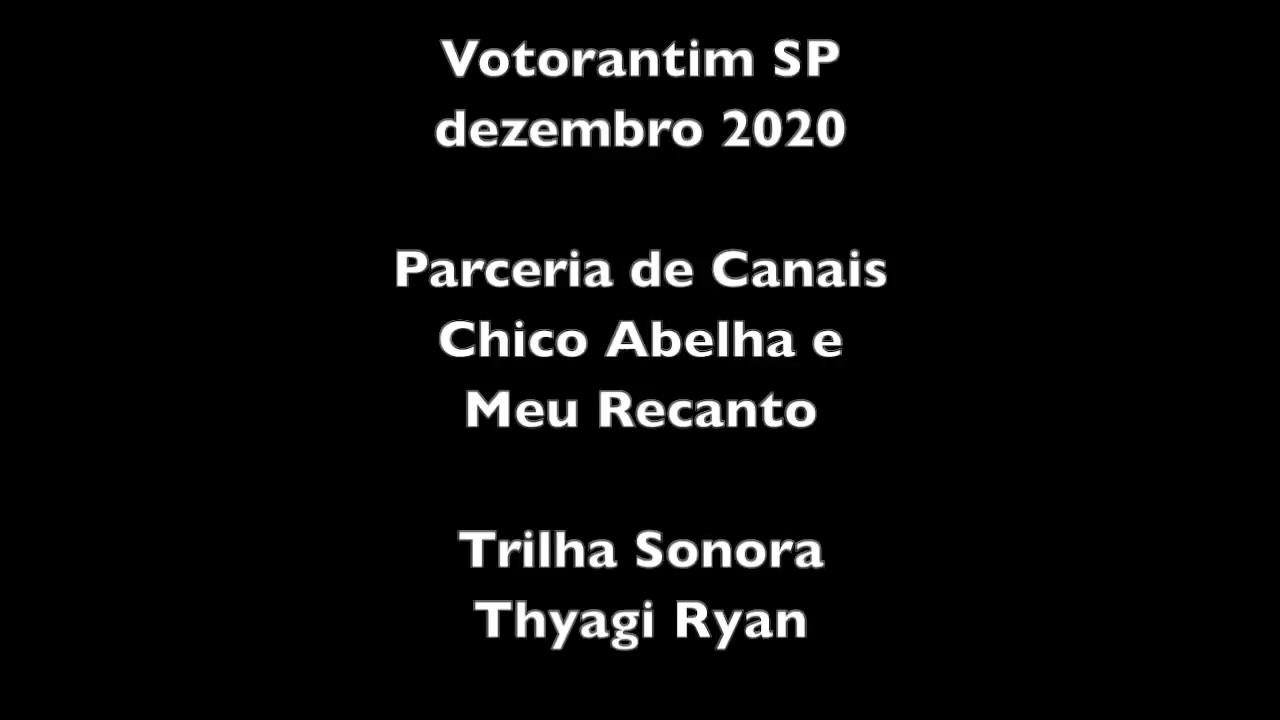 Votorantim SP
dezembro 2020
Parceria de Canais
Chico Abelha e
Meu Recanto
Trilha Sonora
Thyagi Ryan